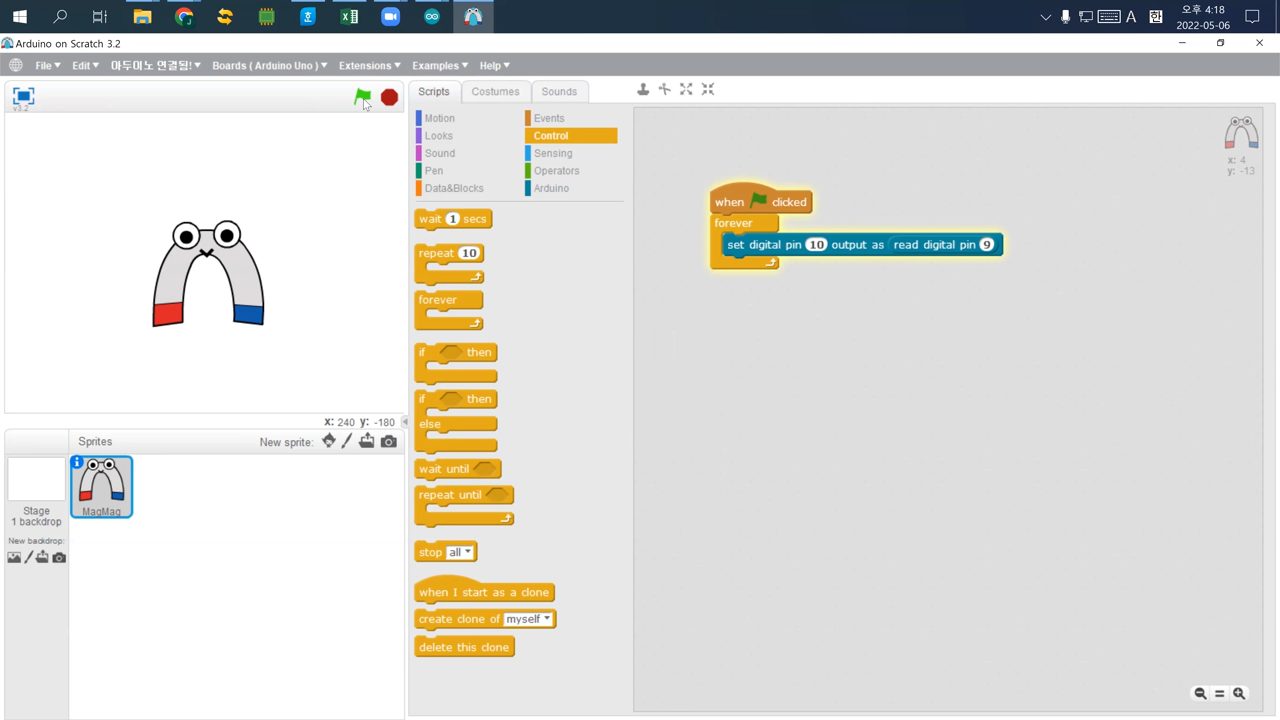 오후 4:18
A 한
2022-05-06
Arduino on Scratch 3.2
File Edit 아두이노 연결됨! Boards ( Arduino Uno ) Extensions Examples Help
v3.2
Scripts Costumes Sounds
Motion Events
Looks Control
Sound Sensing
Pen Operators
Data&Blocks Arduino
wait 1 secs
repeat 10
forever
if then
if then
else
wait until
repeat until
stop all
when I start as a clone
create clone of myself
delete this clone
when clicked
forever
set digital pin 10 output as read digital pin 9
x: 4
y: -13
x: 240 y: -180
Sprites New sprite:
MagMag
Stage
1 backdrop
New backdrop: